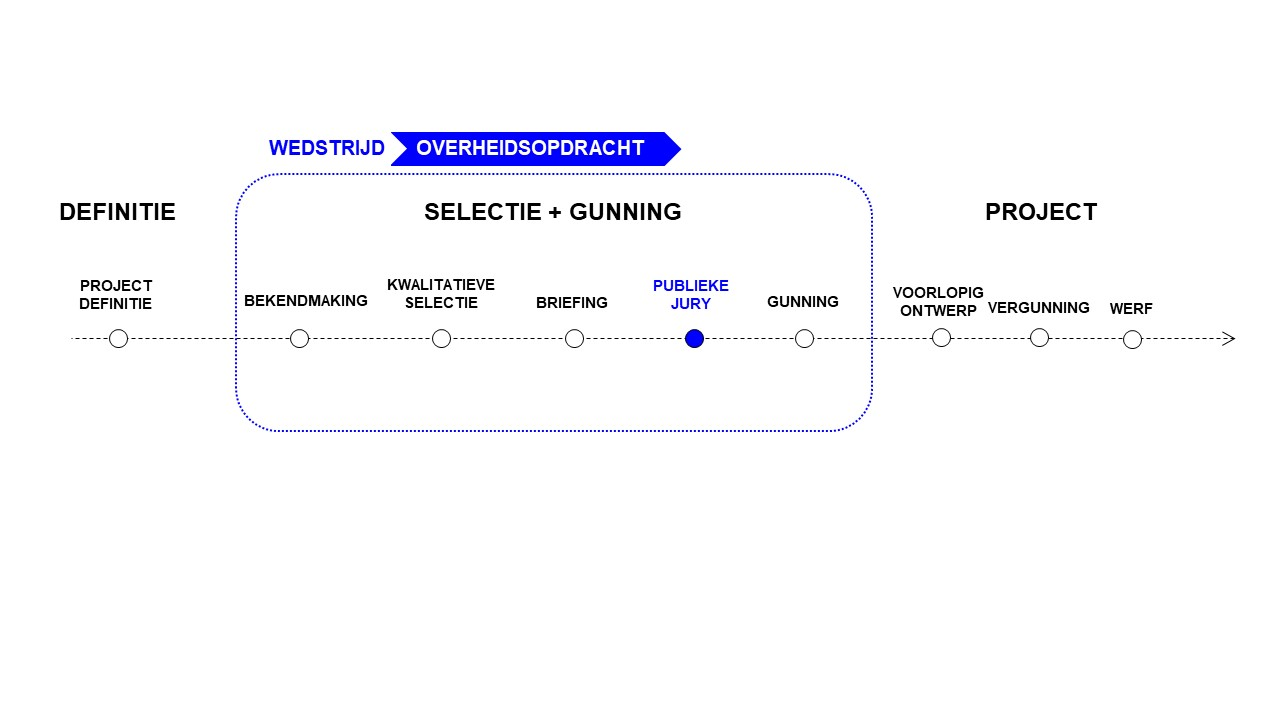 WEDSTRIJD
OVERHEIDSOPDRACHT
DEFINITIE
SELECTIE + GUNNING
PROJECT
PROJECT
DEFINITIE
BEKENDMAKING
KWALITATIEVE
SELECTIE
BRIEFING
PUBLIEKE
JURY
GUNNING
VOORLOPIG
ONTWERP
VERGUNNING
WERF